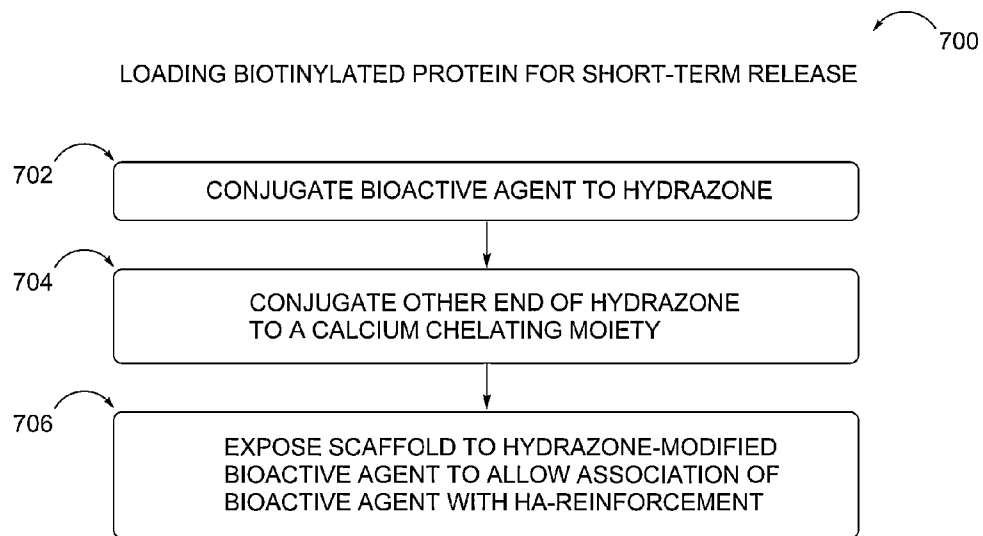 700
LOADING BIOTINYLATED PROTEIN FOR SHORT-TERM RELEASE
702
CONJUGATE BIOACTIVE AGENT TO HYDRAZONE
704
CONJUGATE OTHER END OF HYDRAZONE
TO A CALCIUM CHELATING MOIETY
706
EXPOSE SCAFFOLD TO HYDRAZONE-MODIFIED
BIOACTIVE AGENT TO ALLOW ASSOCIATION OF
BIOACTIVE AGENT WITH HA-REINFORCEMENT